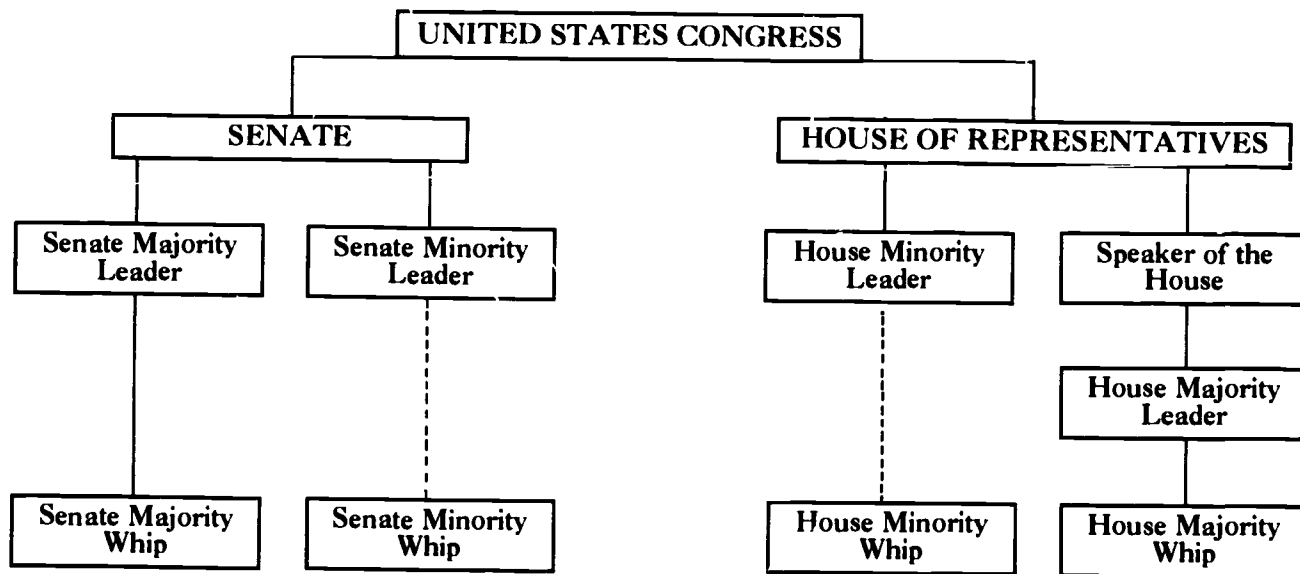 UNITED STATES CONGRESS
SENATE
HOUSE OF REPRESENTATIVES
Senate Majority
Leader
Senate Minority
Leader
House Minority
Leader
Speaker of the
House
House Majority
Leader
Senate Majority
Whip
Senate Minority
Whip
House Minority
Whip
House Majority
Whip